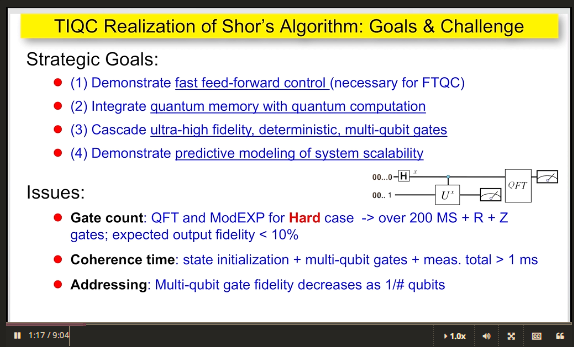 TIQC Realization of Shor's Algorithm: Goals & Challenge
Strategic Goals:
(1) Demonstrate fast feed-forward control (necessary for FTQC)
(2) Integrate quantum memory with quantum computation
(3) Cascade ultra-high fidelity, deterministic, multi-qubit gates
(4) Demonstrate predictive modeling of system scalability
00...0 H x
00.. 1 Uˣ QFT
Issues:
Gate count: QFT and ModEXP for Hard case -> over 200 MS + R + Z
gates; expected output fidelity < 10%
Coherence time: state initialization + multi-qubit gates + meas. total > 1 ms
Addressing: Multi-qubit gate fidelity decreases as 1/# qubits
1:17 / 9:04 1.0x